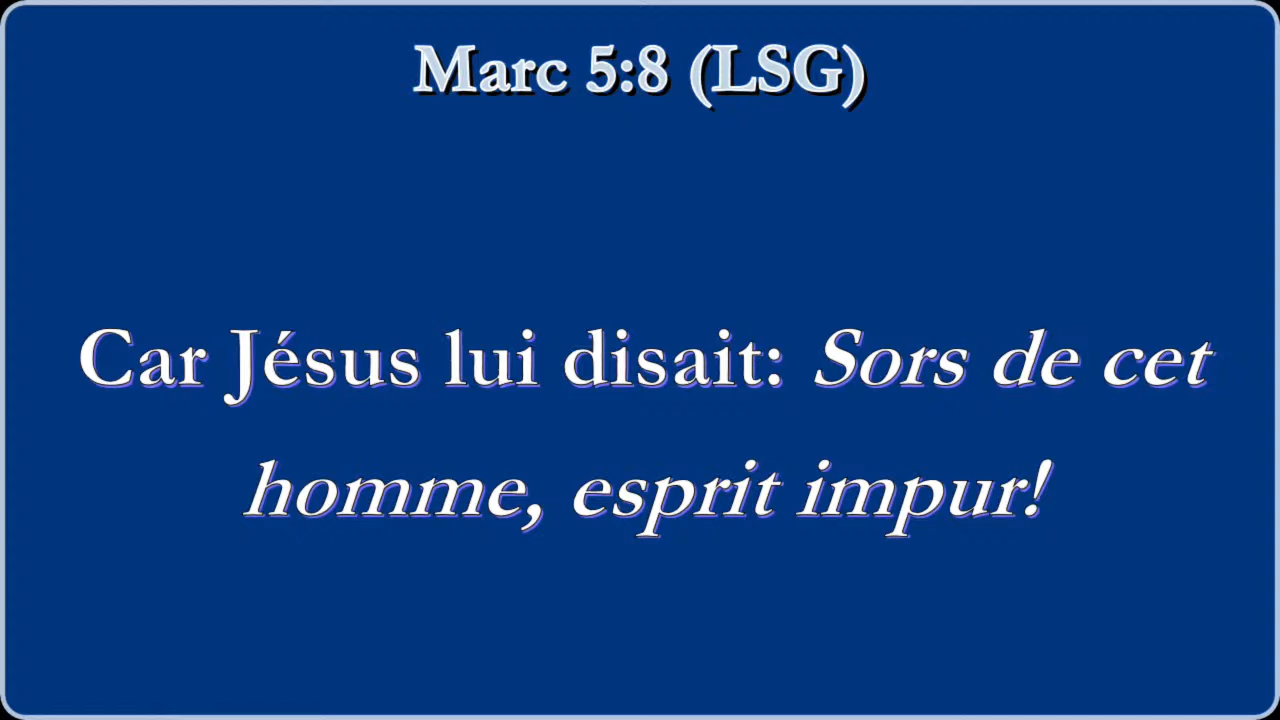 Marc 5:8 (LSG)
Car Jésus lui disait: Sors de cet
homme, esprit impur!